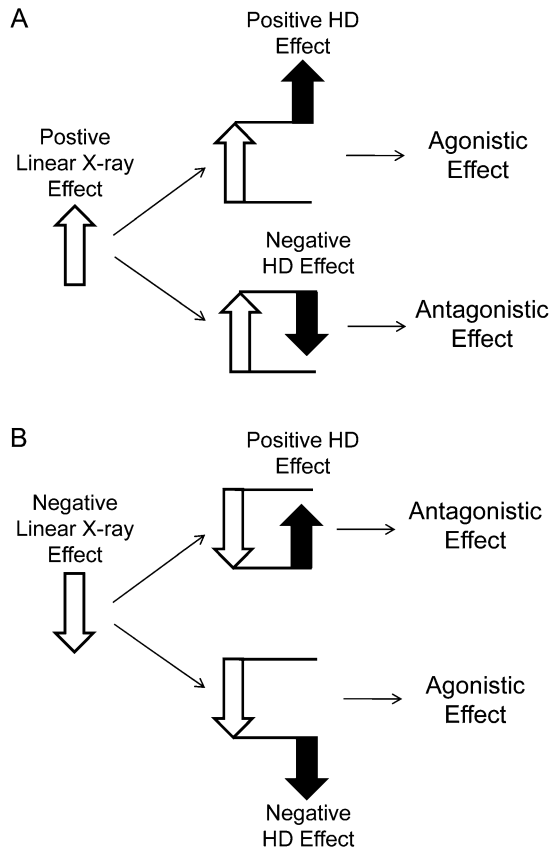 A
Positive HD
Effect
Postive
Linear X-ray
Effect
Agonistic
Effect
Negative
HD Effect
Antagonistic
Effect
B
Positive HD
Effect
Negative
Linear X-ray
Effect
Antagonistic
Effect
Agonistic
Effect
Negative
HD Effect